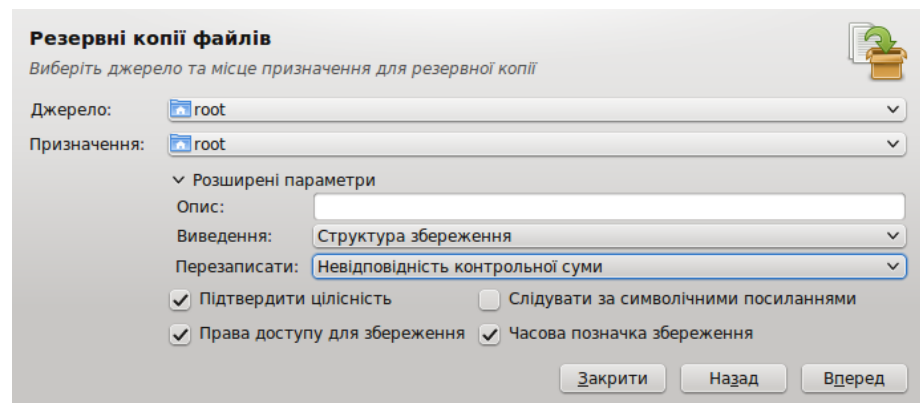 Резервні копії файлів
Виберіть джерело та місце призначення для резервної копії
Джерело: root
Призначення: root
Розширені параметри
Опис:
Виведення: Структура збереження
Перезаписати: Невідповідність контрольної суми
Підтвердити цілісність Слідувати за символічними посиланнями
Права доступу для збереження Часова позначка збереження
Закрити Назад Вперед